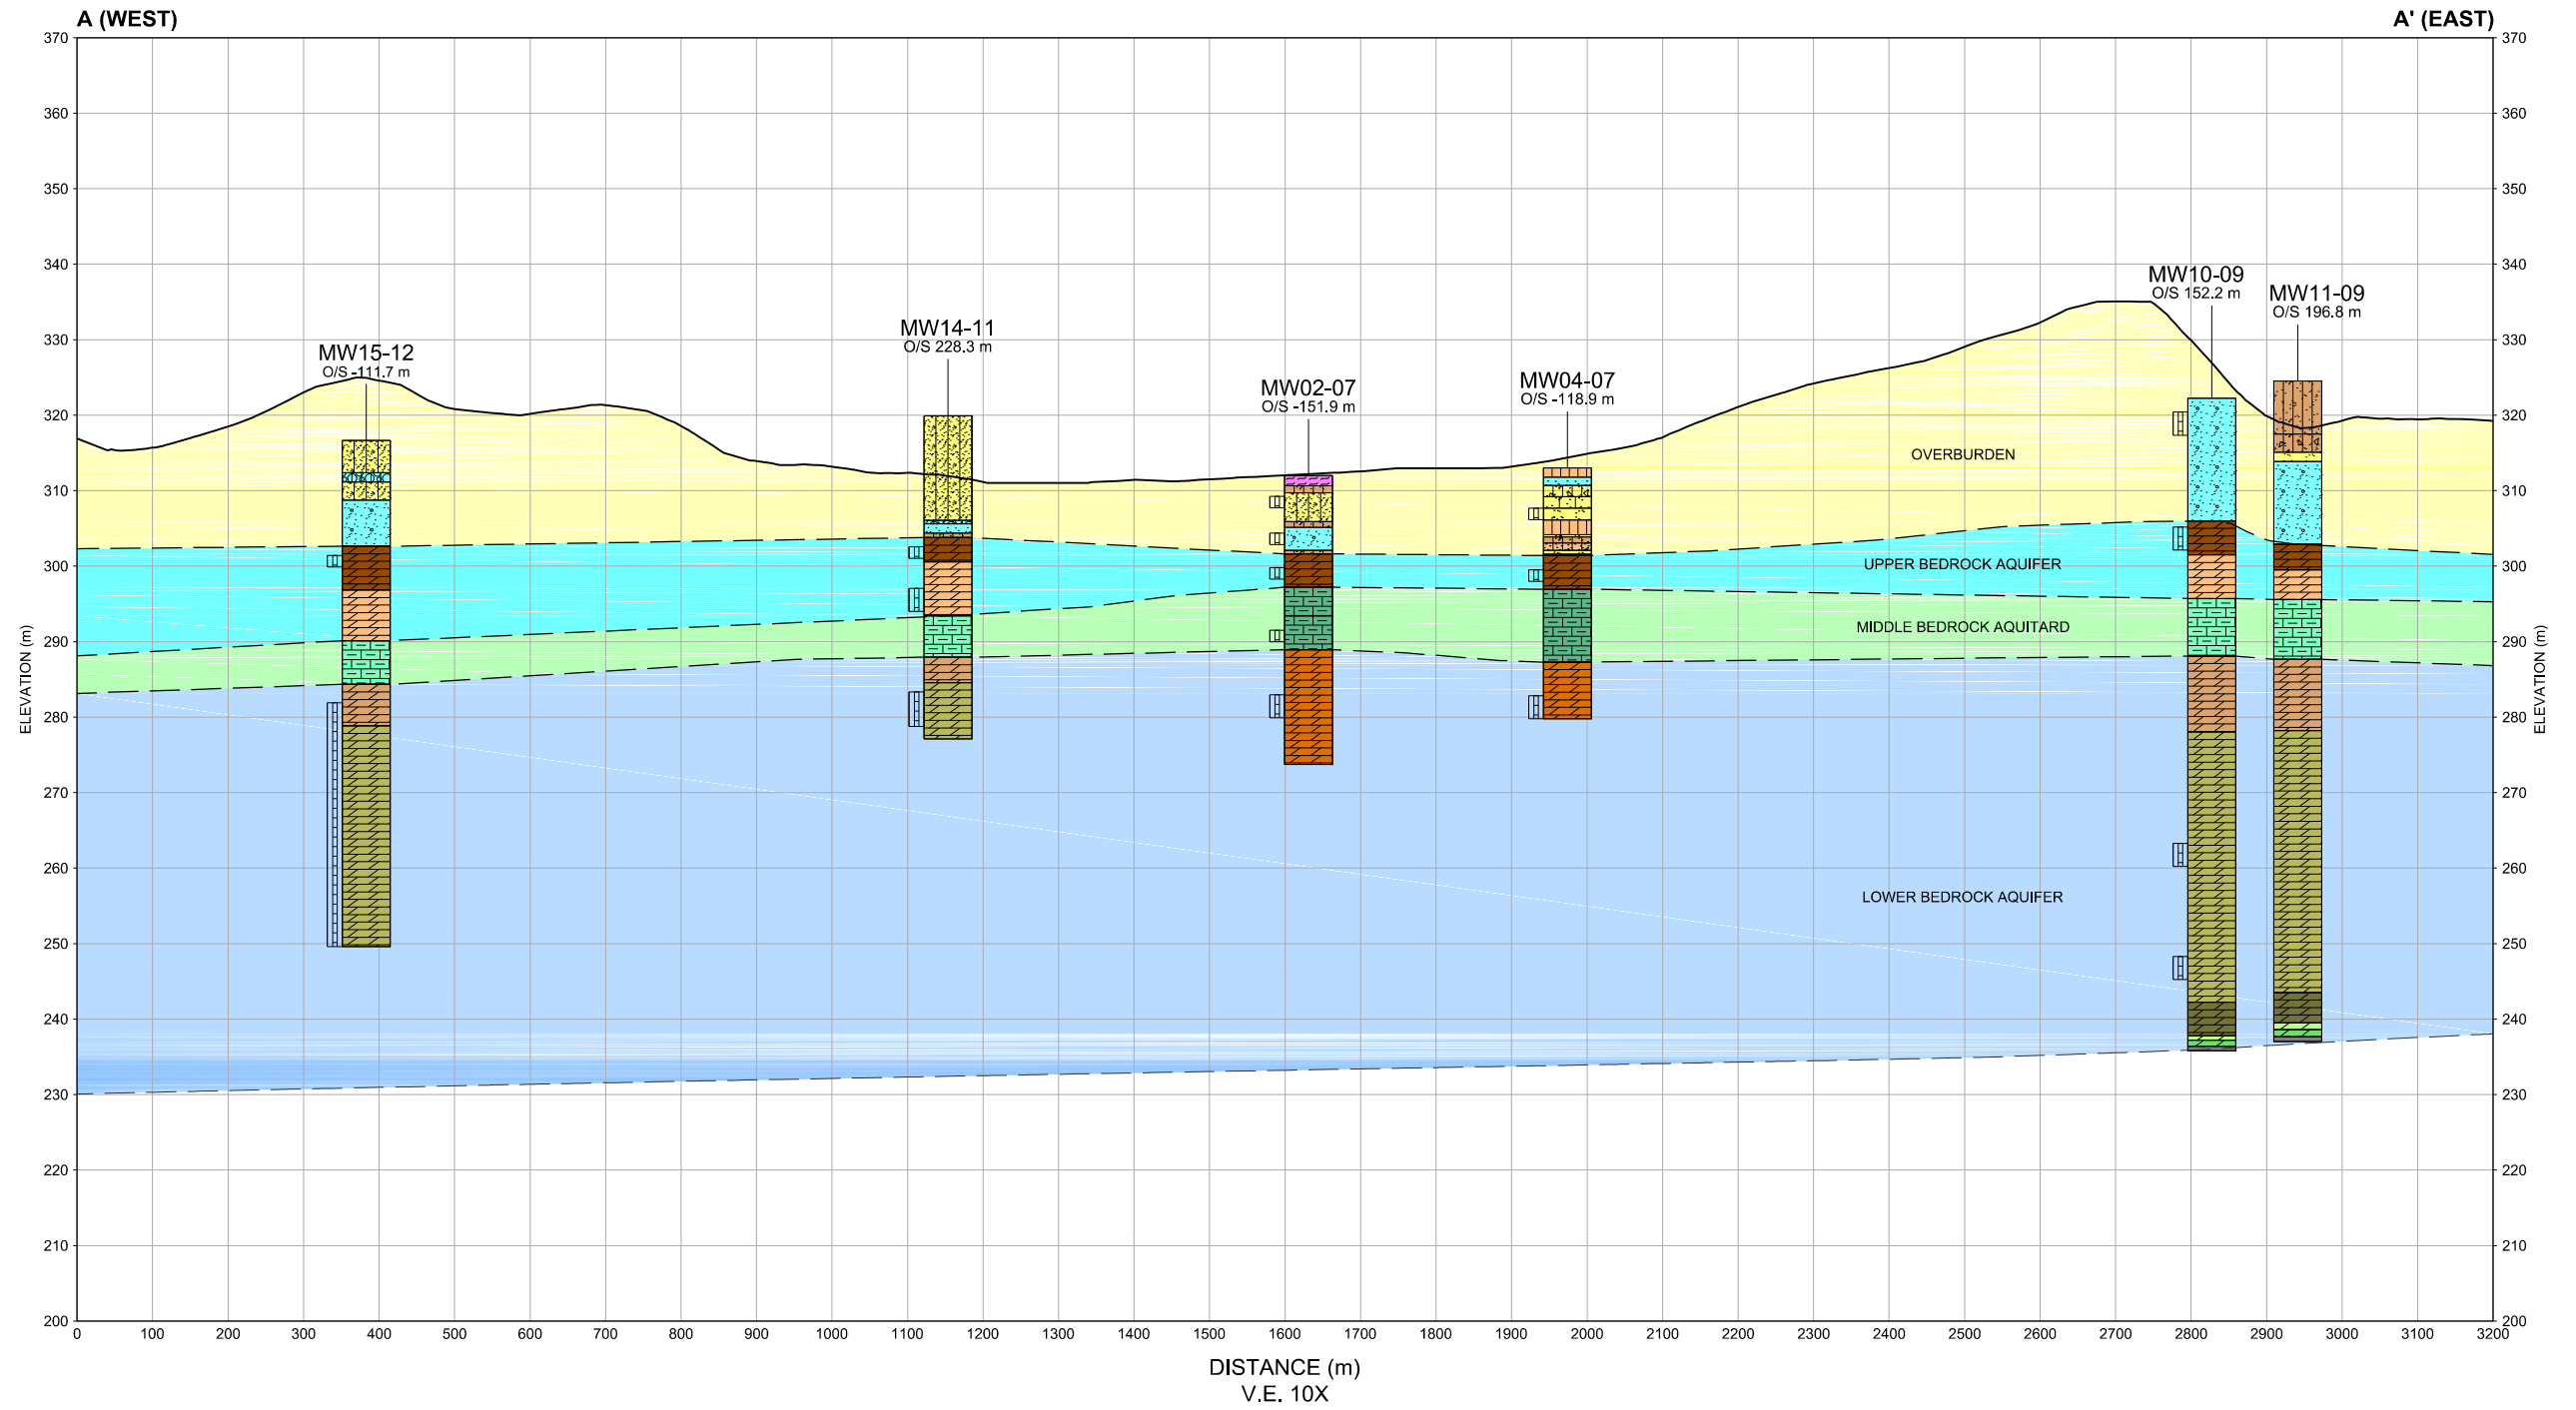 A (WEST)
A' (EAST)
370
370
360
360
350
350
340
340
330
330
320
320
310
310
300
300
290
290
280
280
270
270
260
260
250
250
240
240
230
230
220
220
210
210
200
200
ELEVATION (m)
ELEVATION (m)
MW15-12
O/S -111.7 m
MW14-11
O/S 228.3 m
MW02-07
O/S -151.9 m
MW04-07
O/S -118.9 m
MW10-09
O/S 152.2 m
MW11-09
O/S 196.8 m
OVERBURDEN
UPPER BEDROCK AQUIFER
MIDDLE BEDROCK AQUITARD
LOWER BEDROCK AQUIFER
0 100 200 300 400 500 600 700 800 900 1000 1100 1200 1300 1400 1500 1600 1700 1800 1900 2000 2100 2200 2300 2400 2500 2600 2700 2800 2900 3000 3100 3200
DISTANCE (m)
V.E. 10X